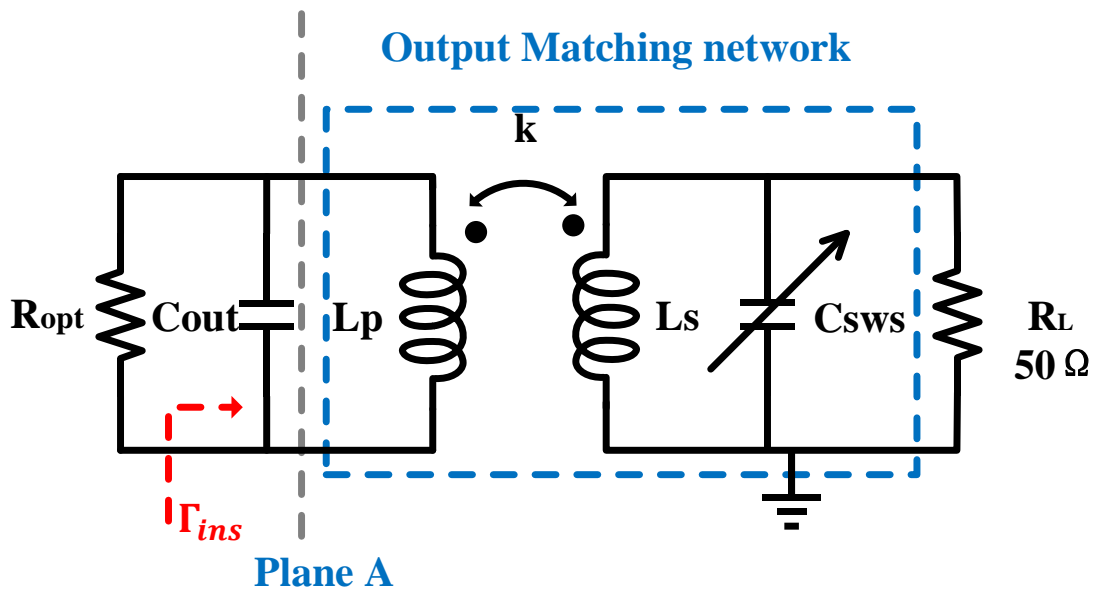 Output Matching network
k
Ropt
Cout
Lp
Ls
Csws
RL
50 Ω
Γins
Plane A